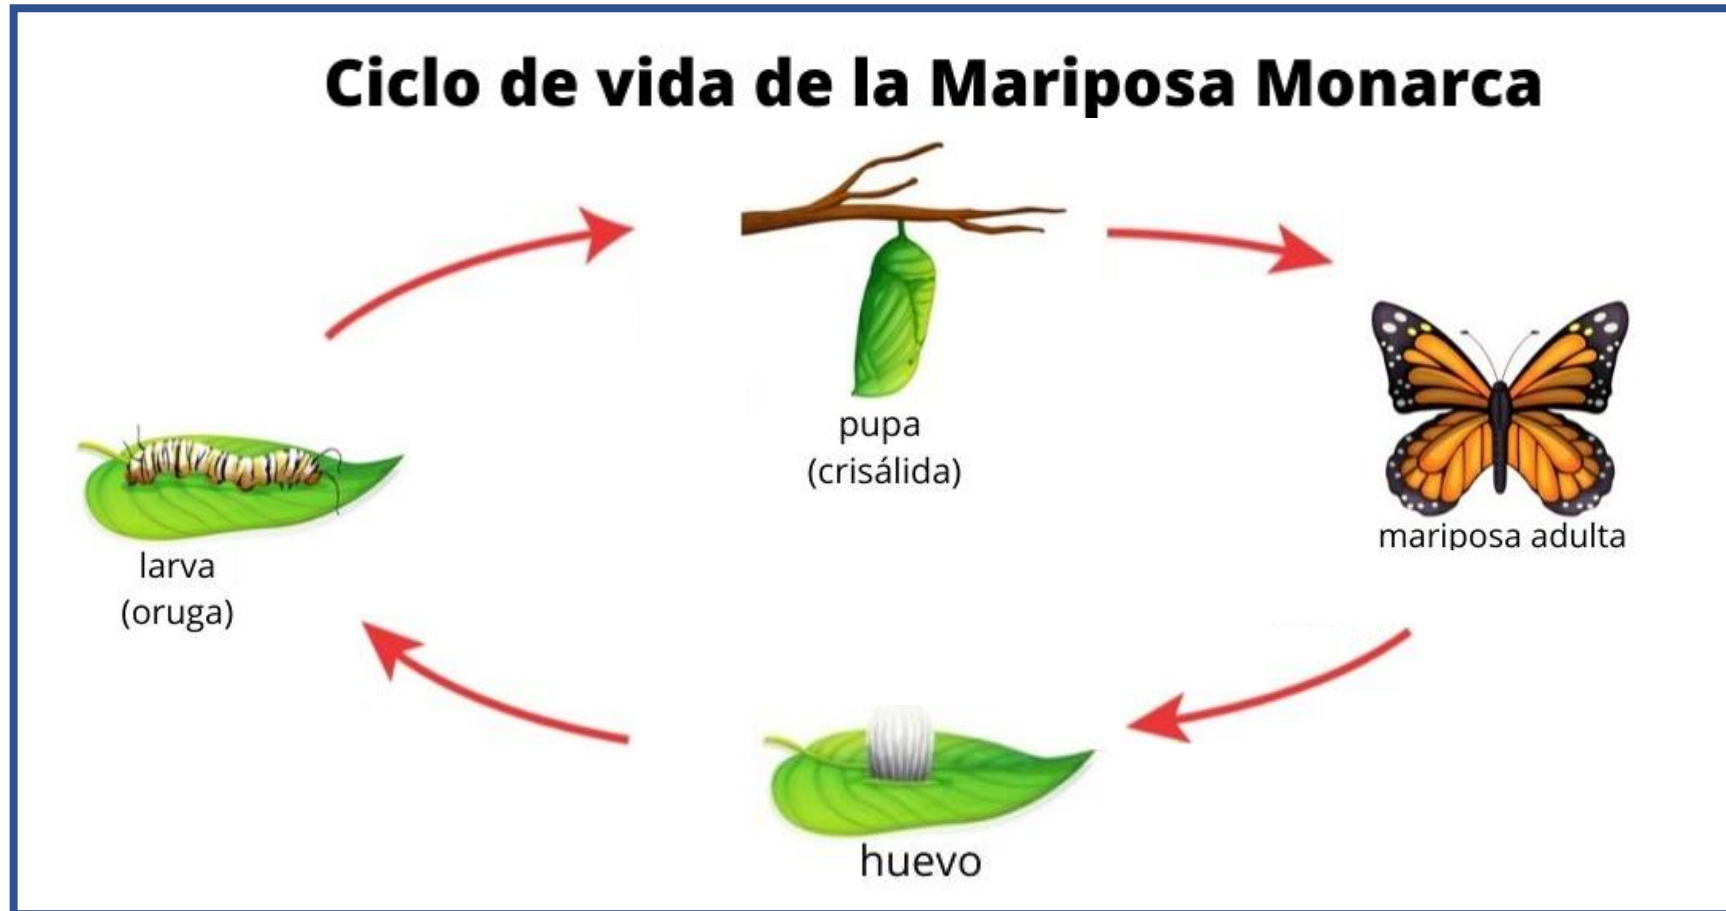 Ciclo de vida de la Mariposa Monarca
pupa
(crisálida)
mariposa adulta
larva
(oruga)
huevo